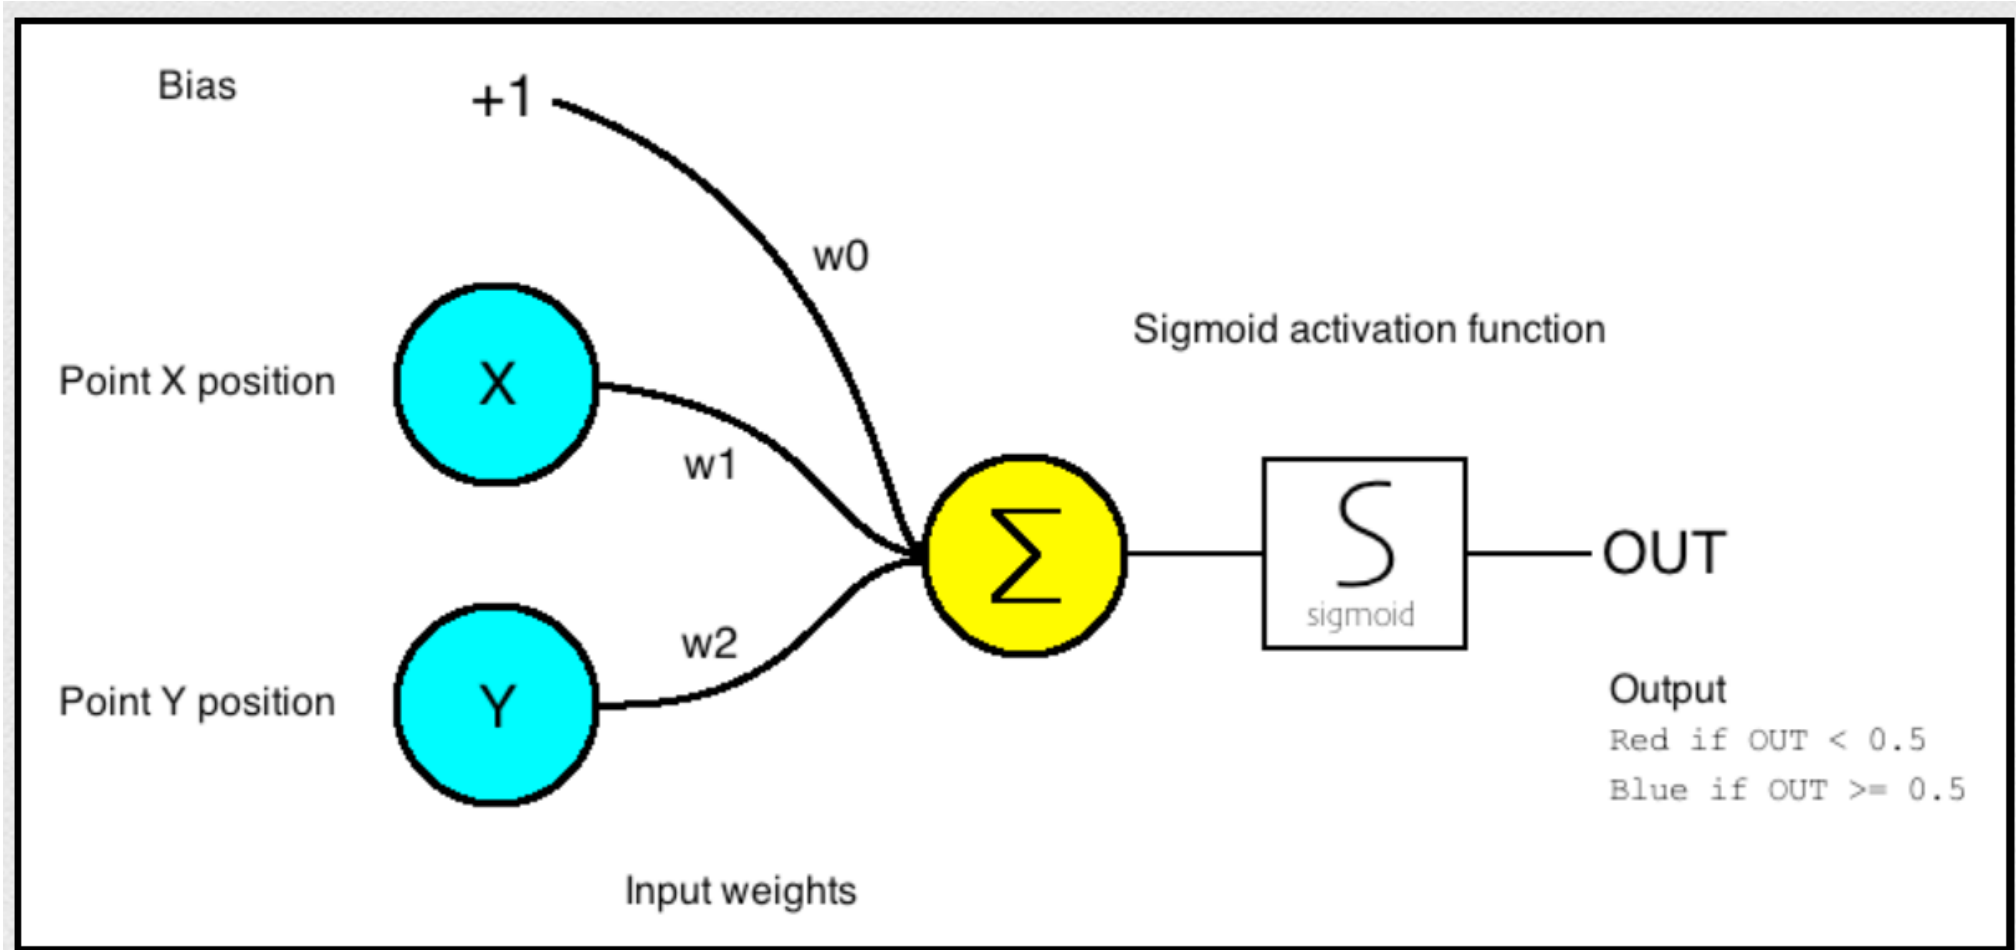 Bias
+1
w0
Sigmoid activation function
Point X position
X
w1
Σ
S
sigmoid
OUT
w2
Point Y position
Y
Output
Red if OUT < 0.5
Blue if OUT >= 0.5
Input weights